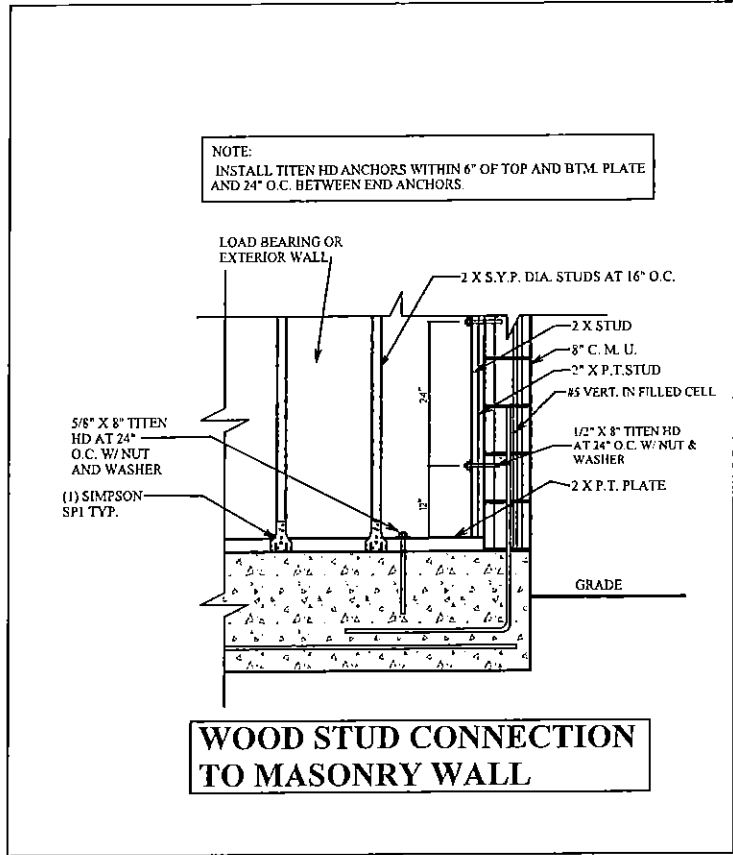 NOTE:
INSTALL TITEN HD ANCHORS WITHIN 6" OF TOP AND BTM. PLATE
AND 24" O.C. BETWEEN END ANCHORS.
LOAD BEARING OR
EXTERIOR WALL
2 X S.Y.P. DIA. STUDS AT 16" O.C.
2 X STUD
8" C. M. U.
2" X P.T.STUD
#5 VERT. IN FILLED CELL
24"
5/8" X 8" TITEN
HD AT 24"
O.C. W/ NUT
AND WASHER
1/2" X 8" TITEN HD
AT 24" O.C. W/ NUT &
WASHER
(1) SIMPSON
SP1 TYP.
2 X P.T. PLATE
12"
GRADE
WOOD STUD CONNECTION
TO MASONRY WALL